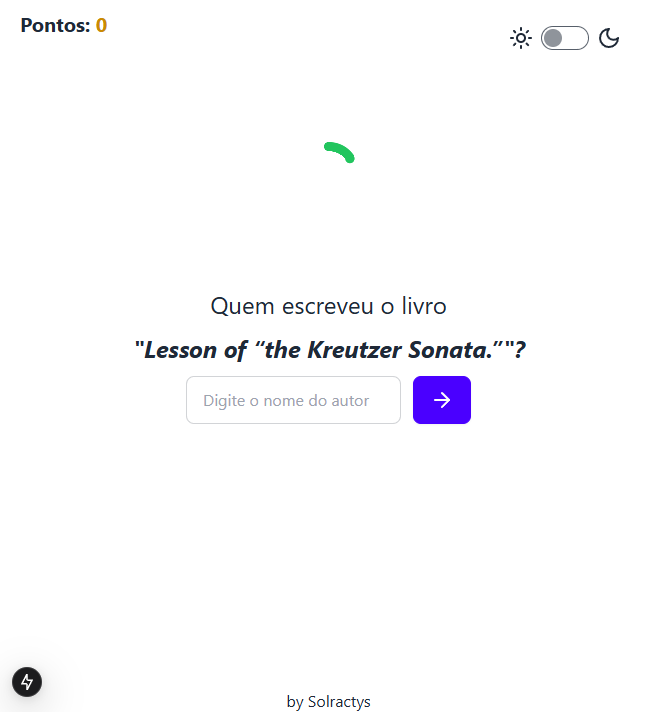 Pontos: 0
Quem escreveu o livro
"Lesson of “the Kreutzer Sonata.”"?
Digite o nome do autor
by Solractys